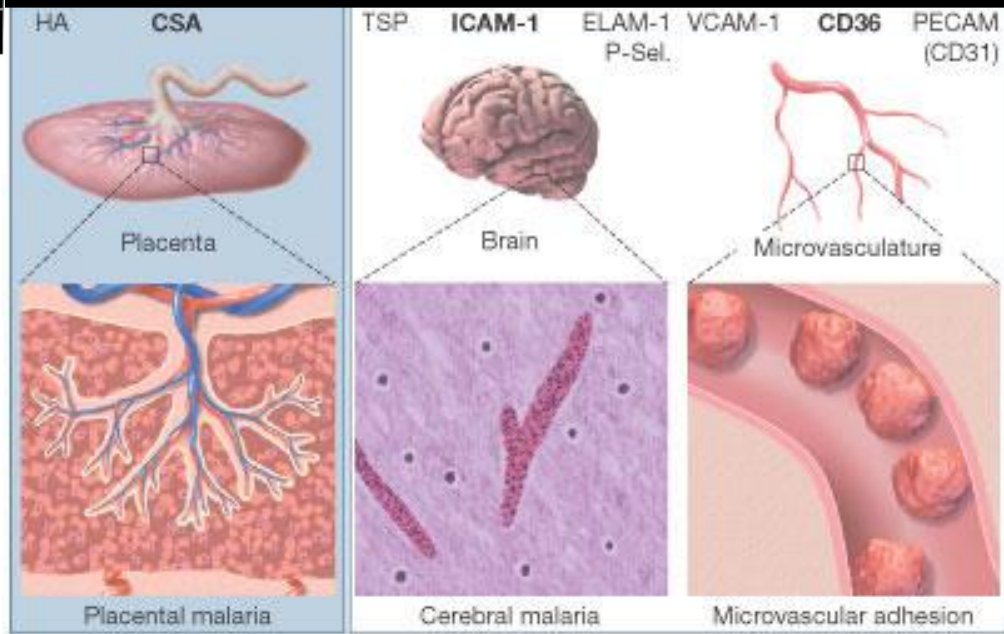 HA CSA TSP ICAM-1 ELAM-1 VCAM-1 CD36 PECAM
P-Sel. (CD31)
Placenta Brain Microvasculature
Placental malaria Cerebral malaria Microvascular adhesion